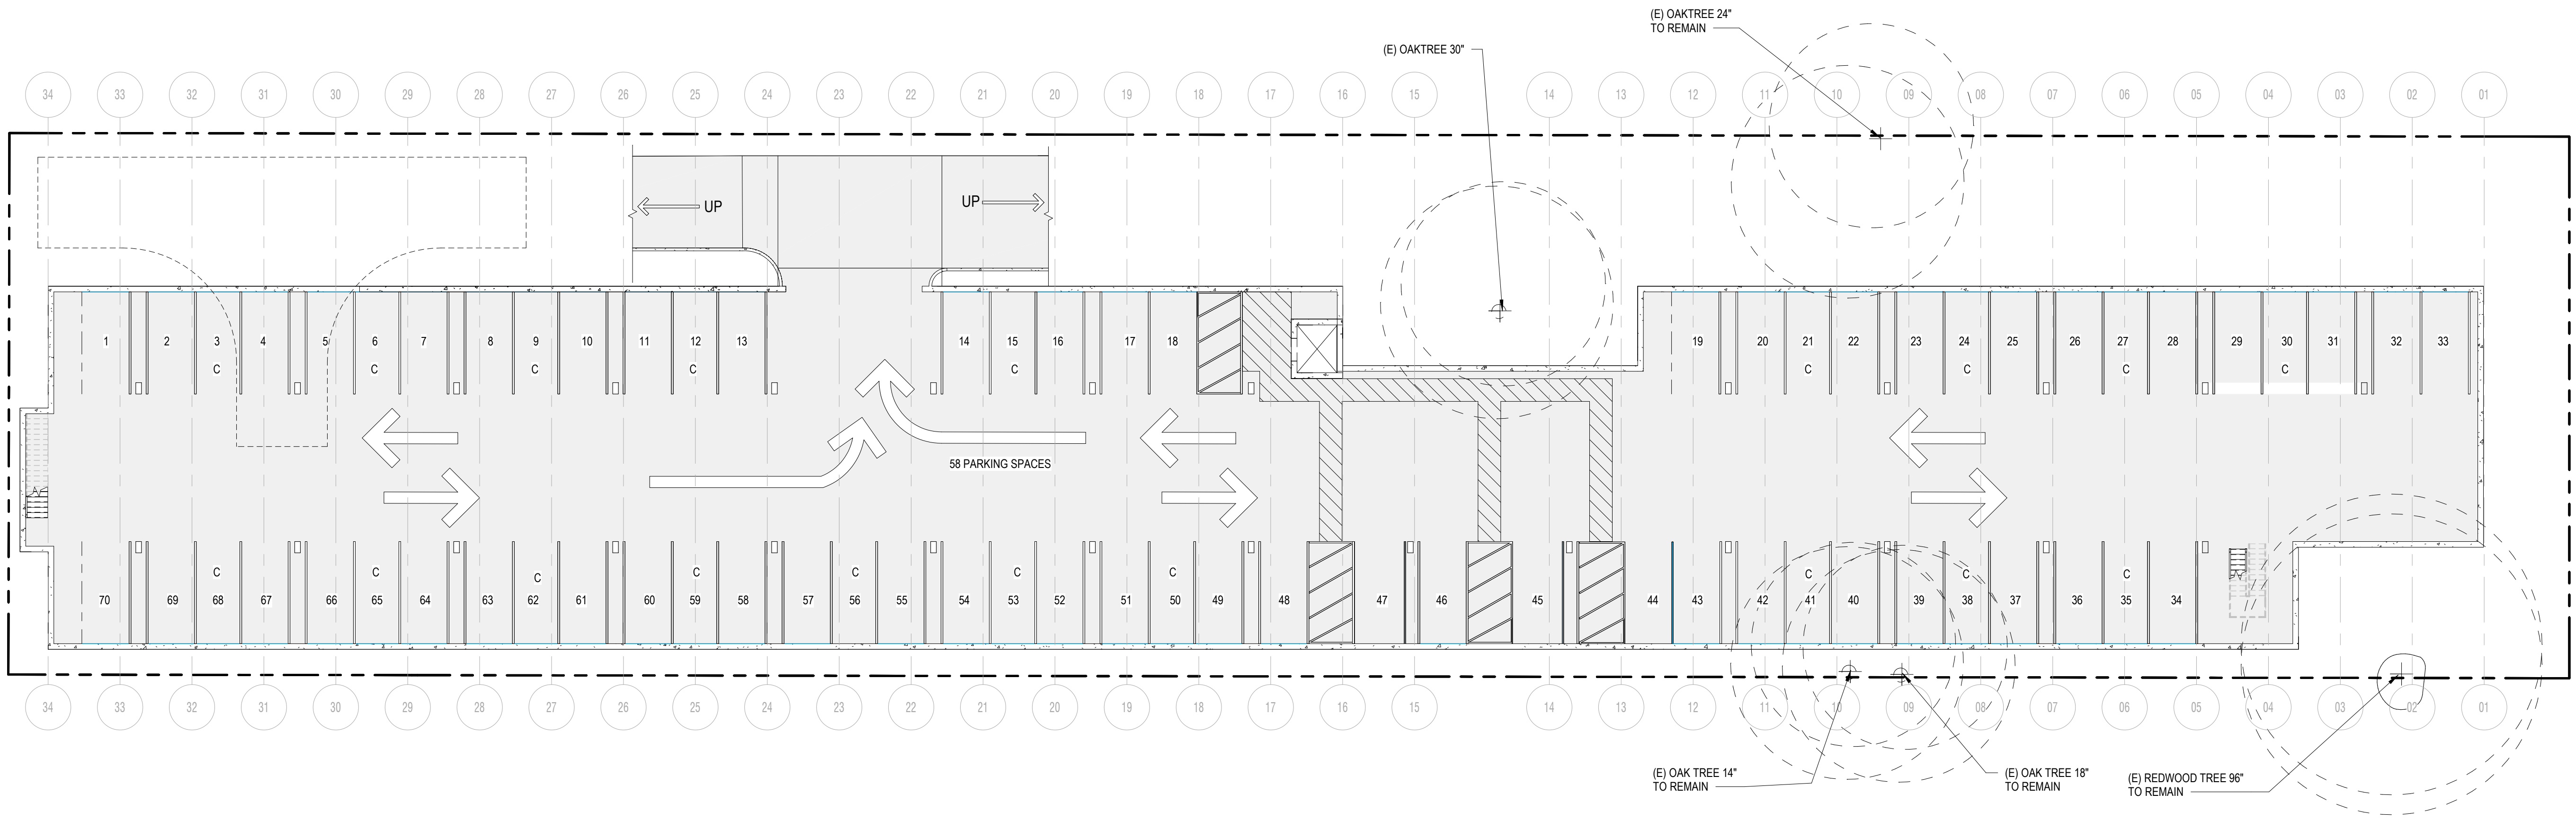 (E) OAKTREE 24"
TO REMAIN
(E) OAKTREE 30"
34 33 32 31 30 29 28 27 26 25 24 23 22 21 20 19 18 17 16 15 14 13 12 11 10 09 08 07 06 05 04 03 02 01
UP UP
1 2 3 4 5 6 7 8 9 10 11 12 13 14 15 16 17 18 19 20 21 22 23 24 25 26 27 28 29 30 31 32 33
C C C C C C C C C
58 PARKING SPACES
C C C C C C C C C C
70 69 68 67 66 65 64 63 62 61 60 59 58 57 56 55 54 53 52 51 50 49 48 47 46 45 44 43 42 41 40 39 38 37 36 35 34
34 33 32 31 30 29 28 27 26 25 24 23 22 21 20 19 18 17 16 15 14 13 12 11 10 09 08 07 06 05 04 03 02 01
(E) OAK TREE 14"
TO REMAIN
(E) OAK TREE 18"
TO REMAIN
(E) REDWOOD TREE 96"
TO REMAIN